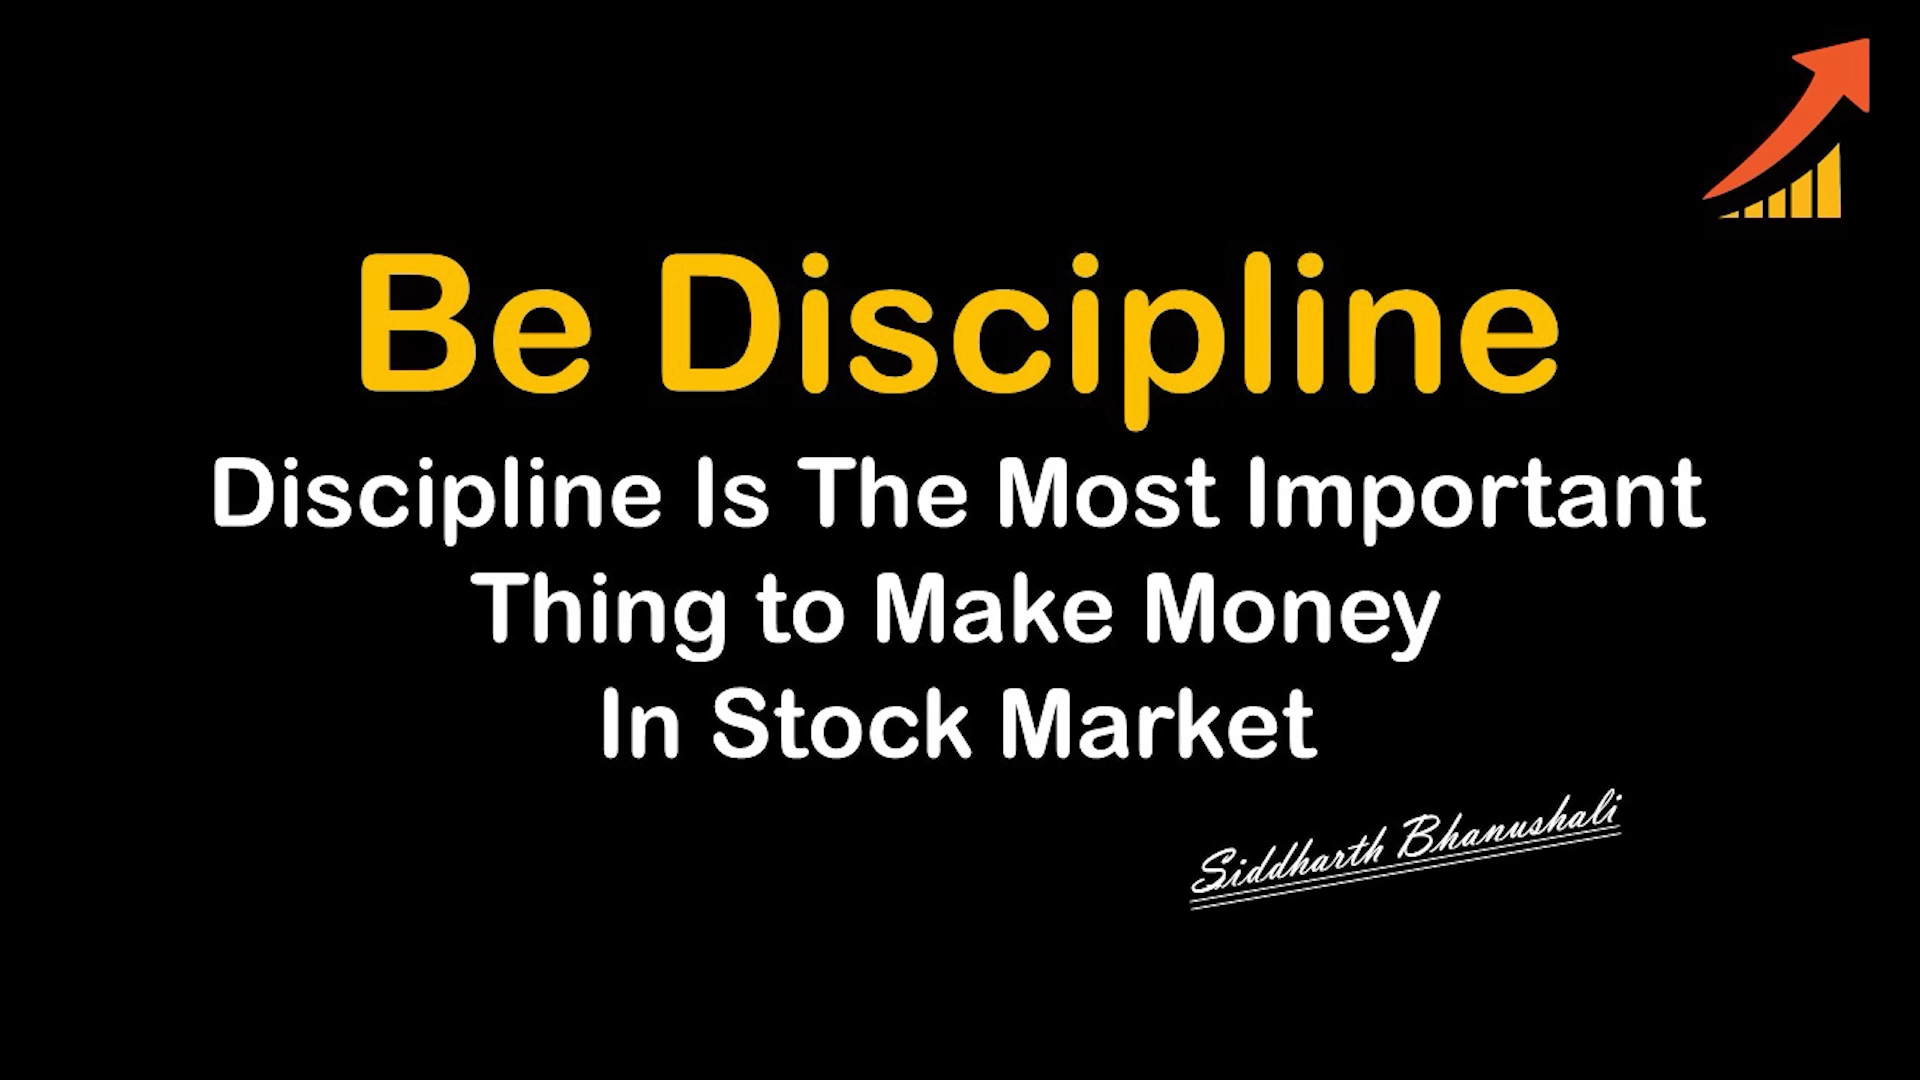 Be Discipline
Discipline Is The Most Important
Thing to Make Money
In Stock Market
Siddharth Bhanushali